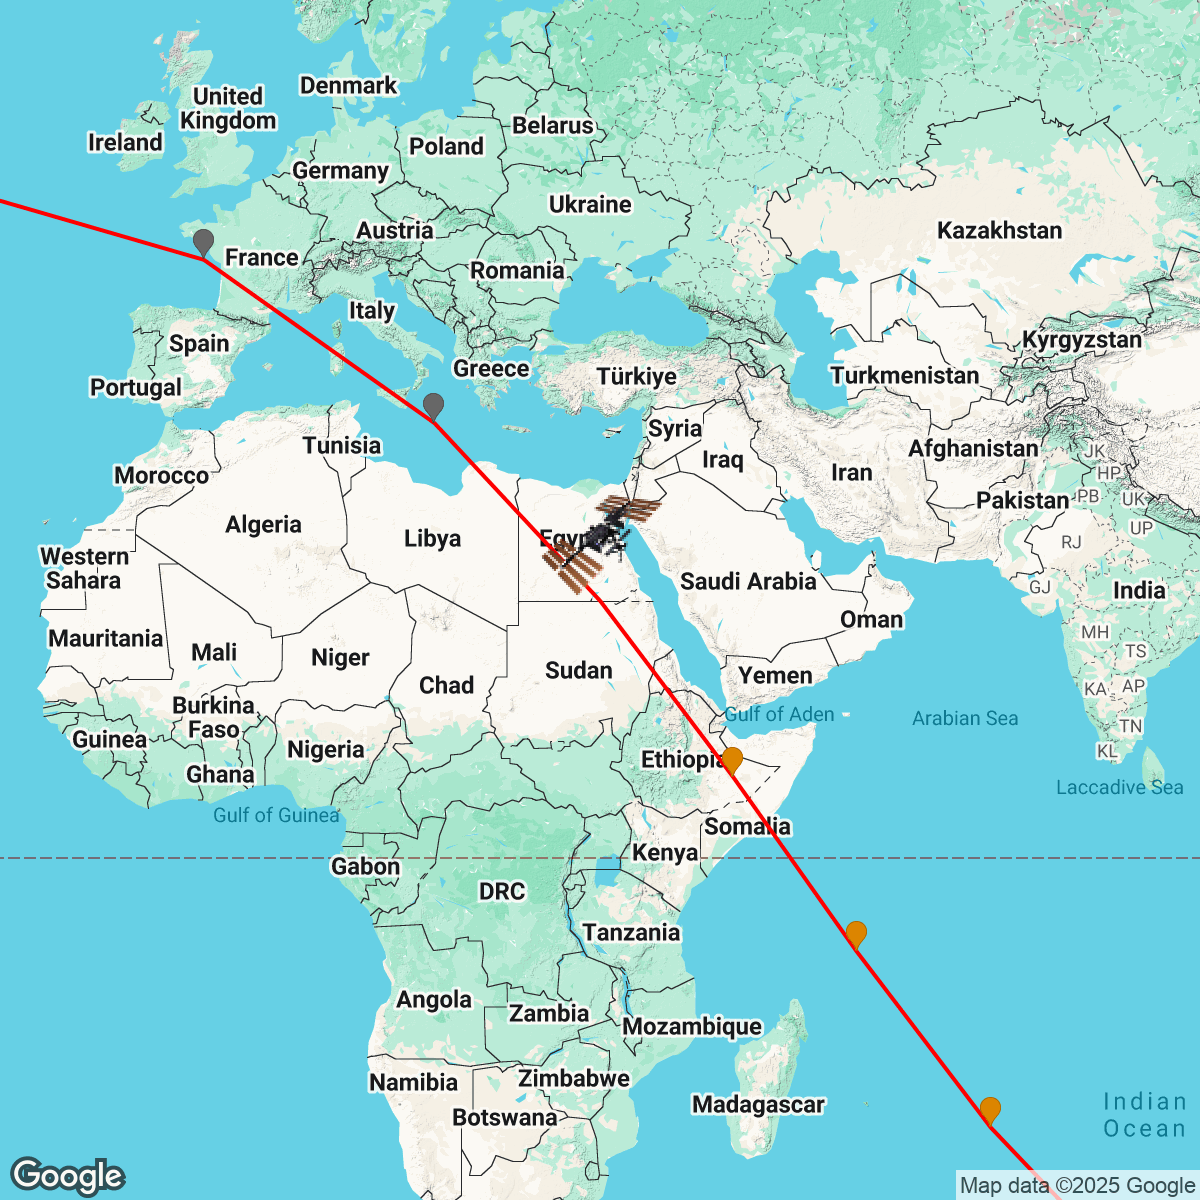 Denmark
United
Kingdom
Ireland
Belarus
Poland
Germany
Ukraine
Austria
Kazakhstan
France
Romania
Italy
Spain
Kyrgyzstan
Greece
Türkiye
Turkmenistan
Portugal
Syria
Tunisia
Afghanistan
JK
Iraq
Iran
HP
Morocco
Pakistan
PB
UK
Algeria
UP
Libya
RJ
Western
Sahara
Saudi Arabia
GJ
India
Oman
Mauritania
MH
Mali
Niger
TS
Sudan
Yemen
Chad
KA
AP
Burkina
Faso
Gulf of Aden
Arabian Sea
TN
Guinea
Nigeria
KL
Ethiopia
Ghana
Laccadive Sea
Gulf of Guinea
Somalia
Kenya
Gabon
DRC
Tanzania
Angola
Zambia
Mozambique
Namibia
Zimbabwe
Madagascar
Indian
Ocean
Botswana
Google
Map data ©2025 Google